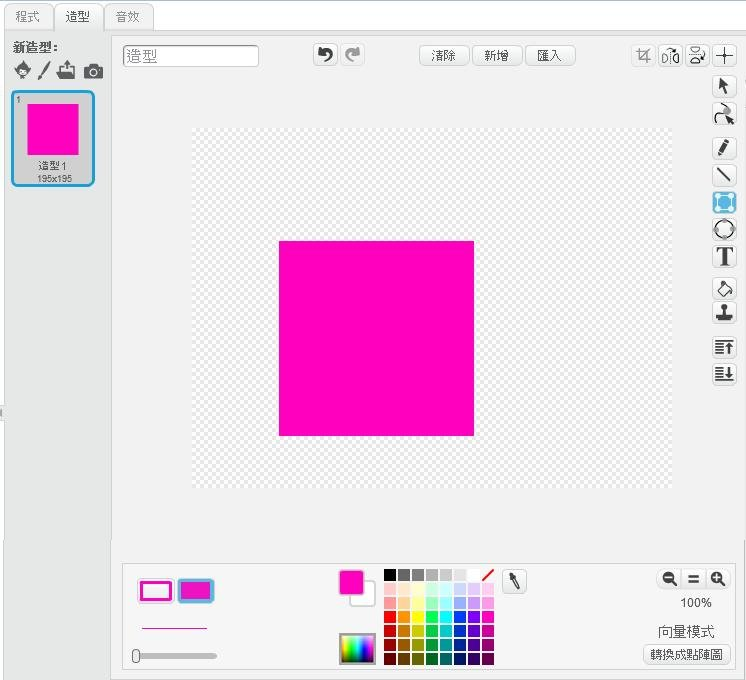 程式 造型 音效
新造型：
造型 清除 新增 匯入
1
造型1
195x195
T
100%
向量模式
轉換成點陣圖